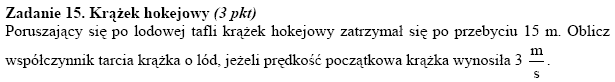 Zadanie 15. Krążek hokejowy (3 pkt)
Poruszający się po lodowej tafli krążek hokejowy zatrzymał się po przebyciu 15 m. Oblicz
współczynnik tarcia krążka o lód, jeżeli prędkość początkowa krążka wynosiła 3 m/s.